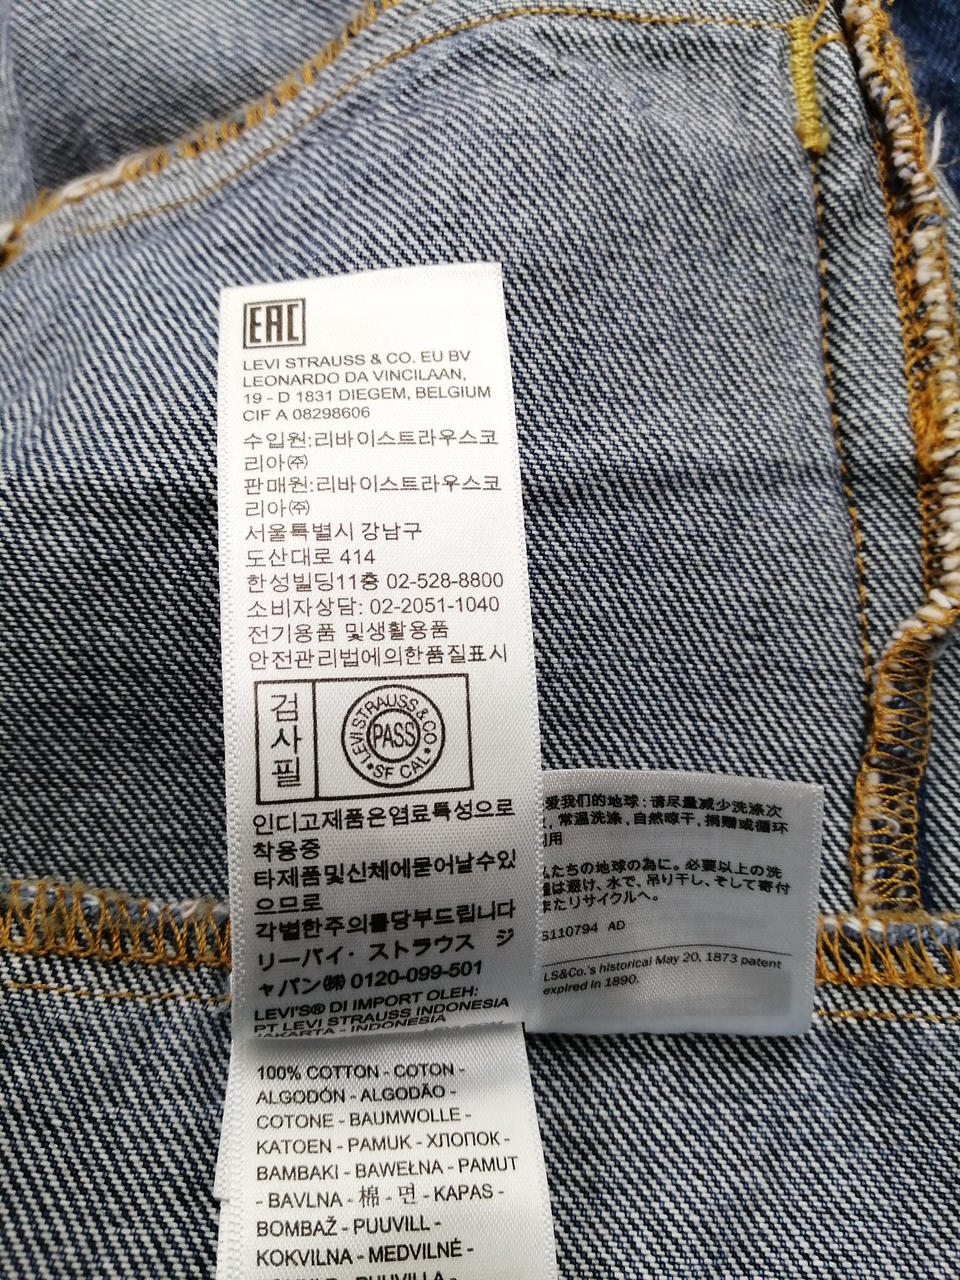 EAC
LEVI STRAUSS & CO. EU BV
LEONARDO DA VINCILAAN,
19 - D 1831 DIEGEM, BELGIUM
CIF A 08298606
수입원:리바이스트라우스코
리아㈜
판매원:리바이스트라우스코
리아㈜
서울특별시 강남구
도산대로 414
한성빌딩11층 02-528-8800
소비자상담: 02-2051-1040
전기용품 및생활용품
안전관리법에의한품질표시
검
사
필
LEVI STRAUSS & CO
PASS
SF CAL
인디고제품은염료특성으로
착용중
타제품및신체에묻어날수있
으므로
각별한주의를당부드립니다
リーバイ・ストラウス ジ
ャパン㈱ 0120-099-501
LEVI'S® DI IMPORT OLEH:
PT LEVI STRAUSS INDONESIA
JAKARTA - INDONESIA
100% COTTON - COTON -
ALGODÓN - ALGODÃO -
COTONE - BAUMWOLLE -
KATOEN - PAMUK - ХЛОПОК -
BAMBAKI - BAWEŁNA - PAMUT
- BAVLNA - 棉 - 면 - KAPAS -
BOMBAŽ - PUUVILL -
KOKVILNA - MEDVILNĖ -
PUUVILLA -
爱我们的地球: 请尽量减少洗涤次
, 常温洗涤, 自然晾干, 捐赠或循环
用
たちの地球の為に。必要以上の洗
は避け、水で、吊り干し、そして寄付
またリサイクルへ。
S110794 AD
LS&Co.'s historical May 20, 1873 patent
expired in 1890.